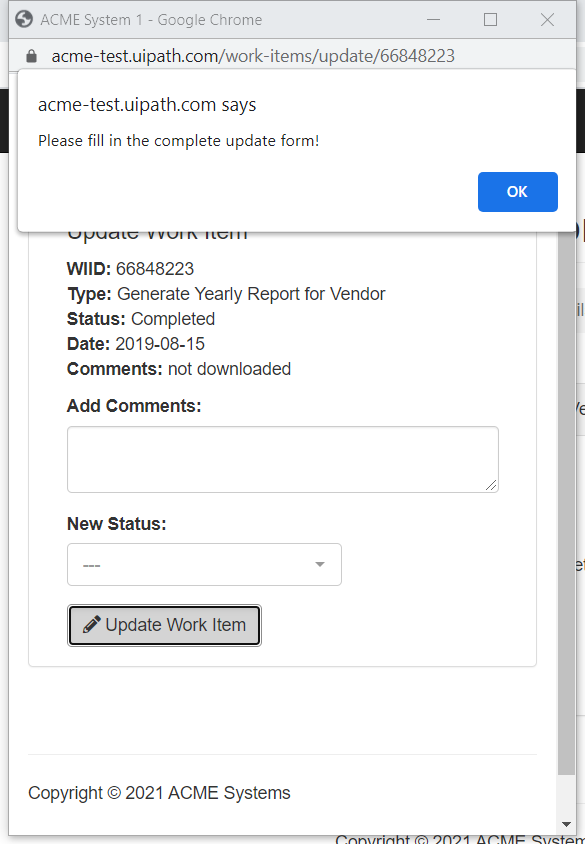 ACME System 1 - Google Chrome
acme-test.uipath.com/work-items/update/66848223
acme-test.uipath.com says
Please fill in the complete update form!
OK
Update Work Item
WIID: 66848223
Type: Generate Yearly Report for Vendor
Status: Completed
Date: 2019-08-15
Comments: not downloaded
Add Comments:
New Status:
---
Update Work Item
Copyright © 2021 ACME Systems
Copyright © 2021 ACME System